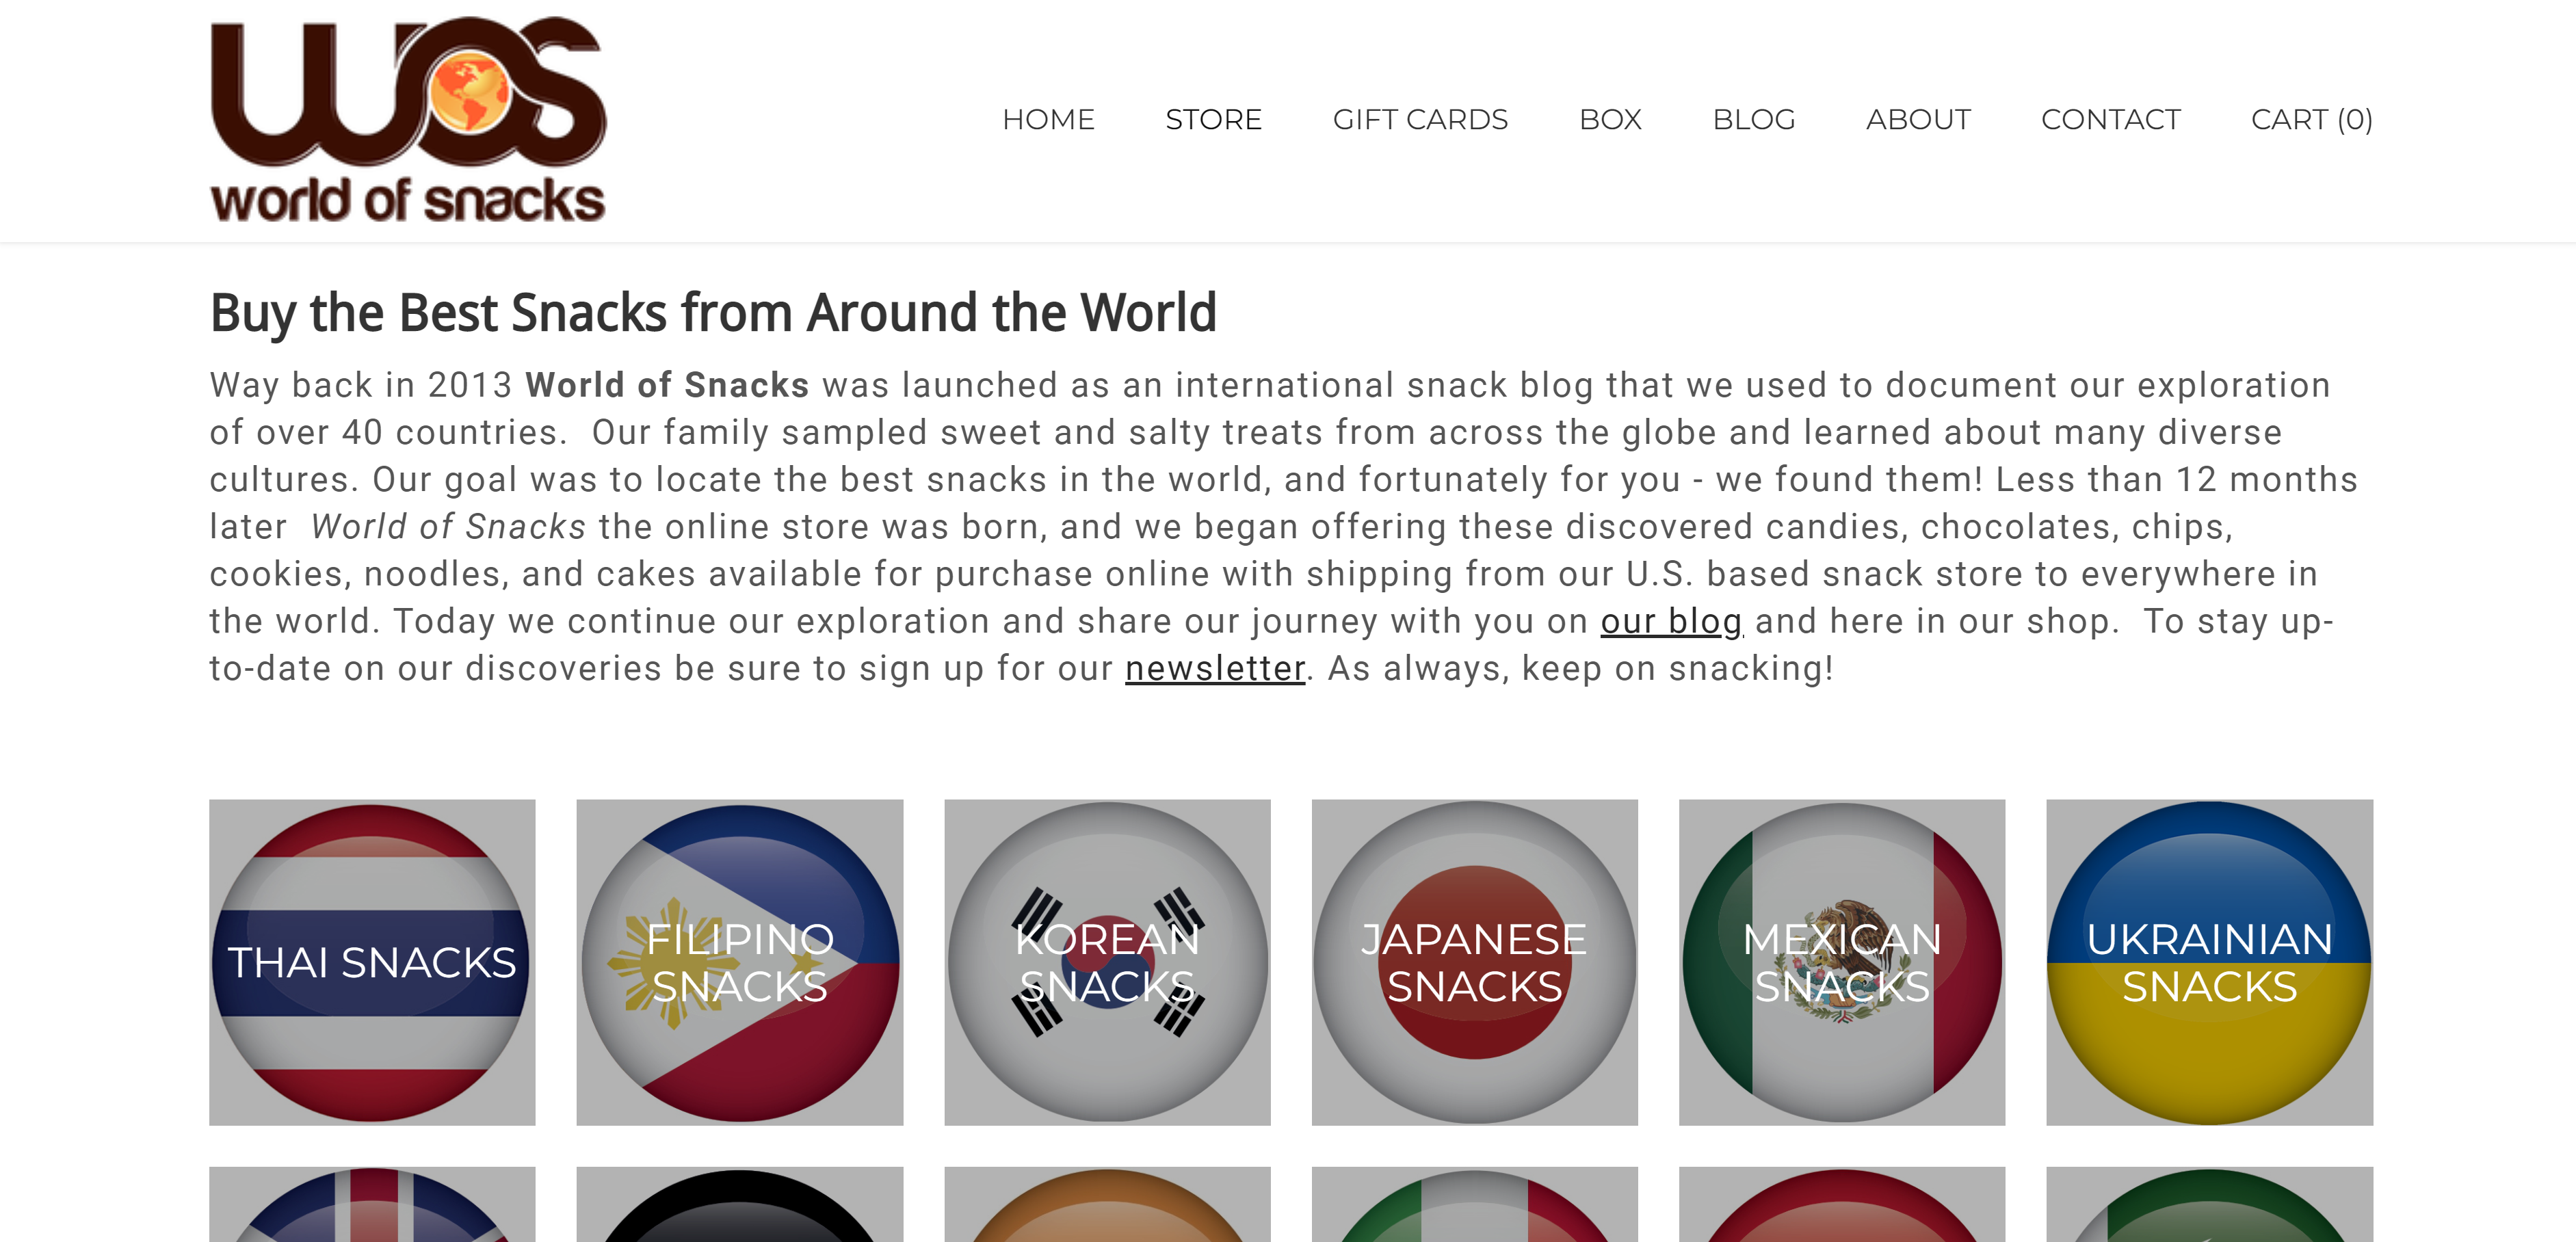 WOS
world of snacks
HOME STORE GIFT CARDS BOX BLOG ABOUT CONTACT CART (0)
Buy the Best Snacks from Around the World
Way back in 2013 World of Snacks was launched as an international snack blog that we used to document our exploration
of over 40 countries.  Our family sampled sweet and salty treats from across the globe and learned about many diverse
cultures. Our goal was to locate the best snacks in the world, and fortunately for you - we found them! Less than 12 months
later  World of Snacks the online store was born, and we began offering these discovered candies, chocolates, chips,
cookies, noodles, and cakes available for purchase online with shipping from our U.S. based snack store to everywhere in
the world. Today we continue our exploration and share our journey with you on our blog and here in our shop.  To stay up-
to-date on our discoveries be sure to sign up for our newsletter. As always, keep on snacking!
THAI SNACKS
FILIPINO
SNACKS
KOREAN
SNACKS
JAPANESE
SNACKS
MEXICAN
SNACKS
UKRAINIAN
SNACKS